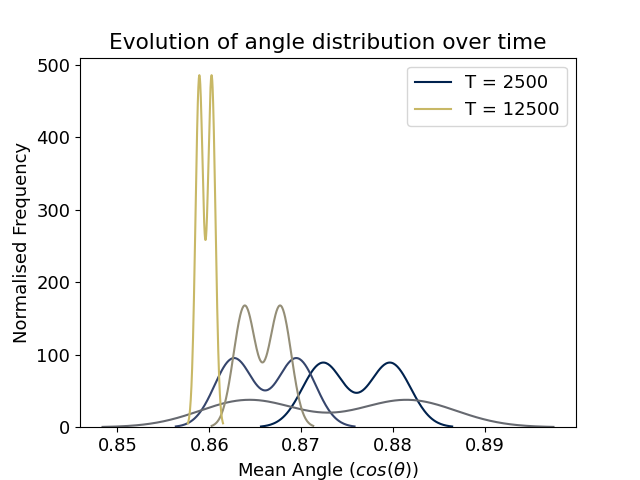 Evolution of angle distribution over time
T = 2500
T = 12500
Normalised Frequency
500
400
300
200
100
0
0.85 0.86 0.87 0.88 0.89
Mean Angle (cos(θ))